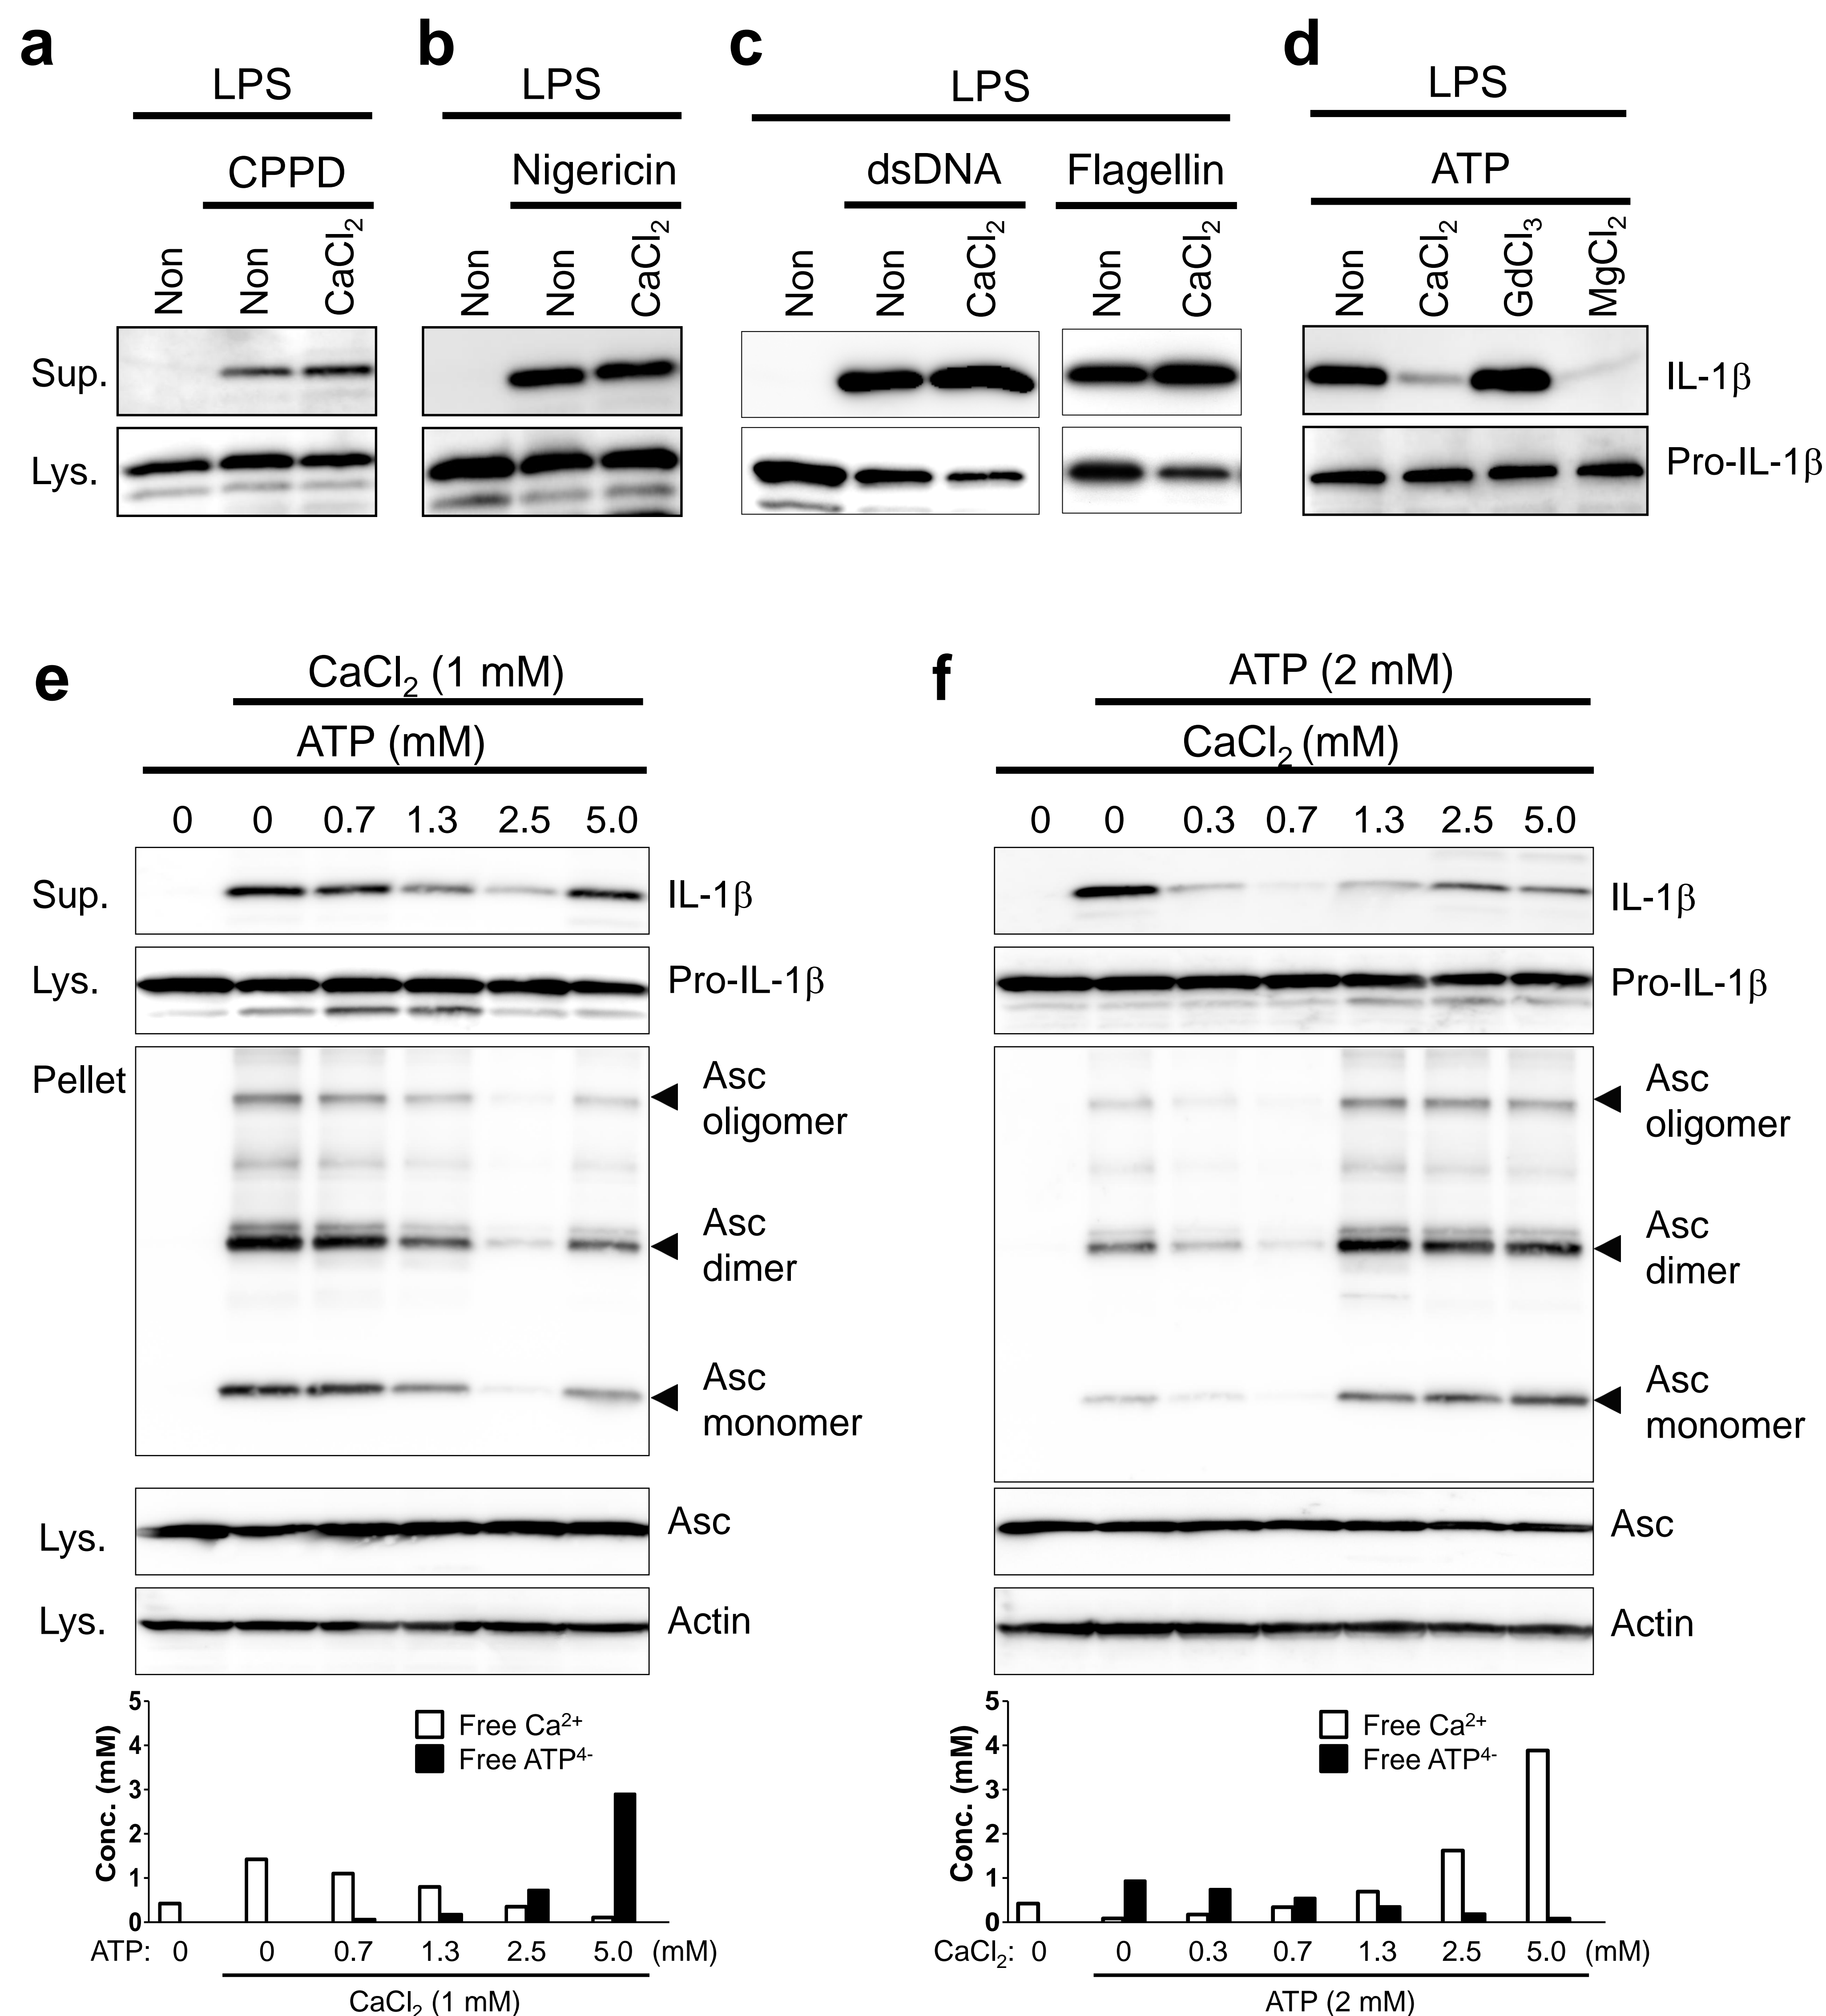 a
b
c
d
LPS
LPS
LPS
LPS
CPPD
Nigericin
dsDNA
Flagellin
ATP
Non
Non
CaCl2
Non
Non
CaCl2
Non
Non
CaCl2
Non
CaCl2
Non
CaCl2
GdCl3
MgCl2
Sup.
IL-1β
Lys.
Pro-IL-1β
e
CaCl2 (1 mM)
ATP (mM)
0 0 0.7 1.3 2.5 5.0
Sup.
IL-1β
Lys.
Pro-IL-1β
Pellet
Asc
oligomer
Asc
dimer
Asc
monomer
Lys.
Asc
Lys.
Actin
5
4
3
2
1
0
Conc. (mM)
Free Ca2+
Free ATP4-
ATP: 0 0 0.7 1.3 2.5 5.0 (mM)
CaCl2 (1 mM)
f
ATP (2 mM)
CaCl2 (mM)
0 0 0.3 0.7 1.3 2.5 5.0
IL-1β
Pro-IL-1β
Asc
oligomer
Asc
dimer
Asc
monomer
Asc
Actin
5
4
3
2
1
0
Conc. (mM)
Free Ca2+
Free ATP4-
CaCl2: 0 0 0.3 0.7 1.3 2.5 5.0 (mM)
ATP (2 mM)